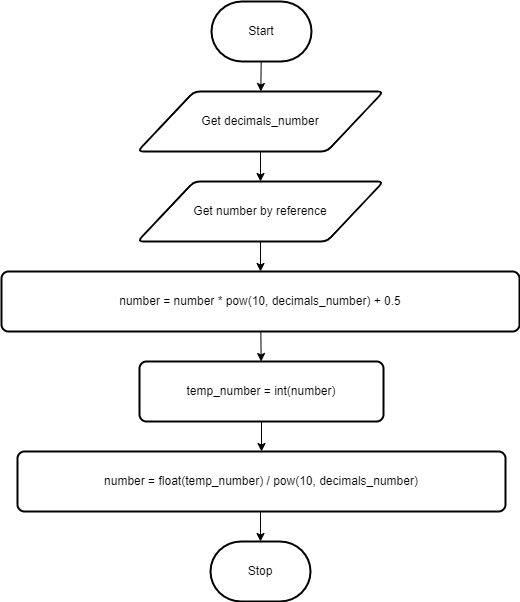 Start
Get decimals_number
Get number by reference
number = number * pow(10, decimals_number) + 0.5
temp_number = int(number)
number = float(temp_number) / pow(10, decimals_number)
Stop